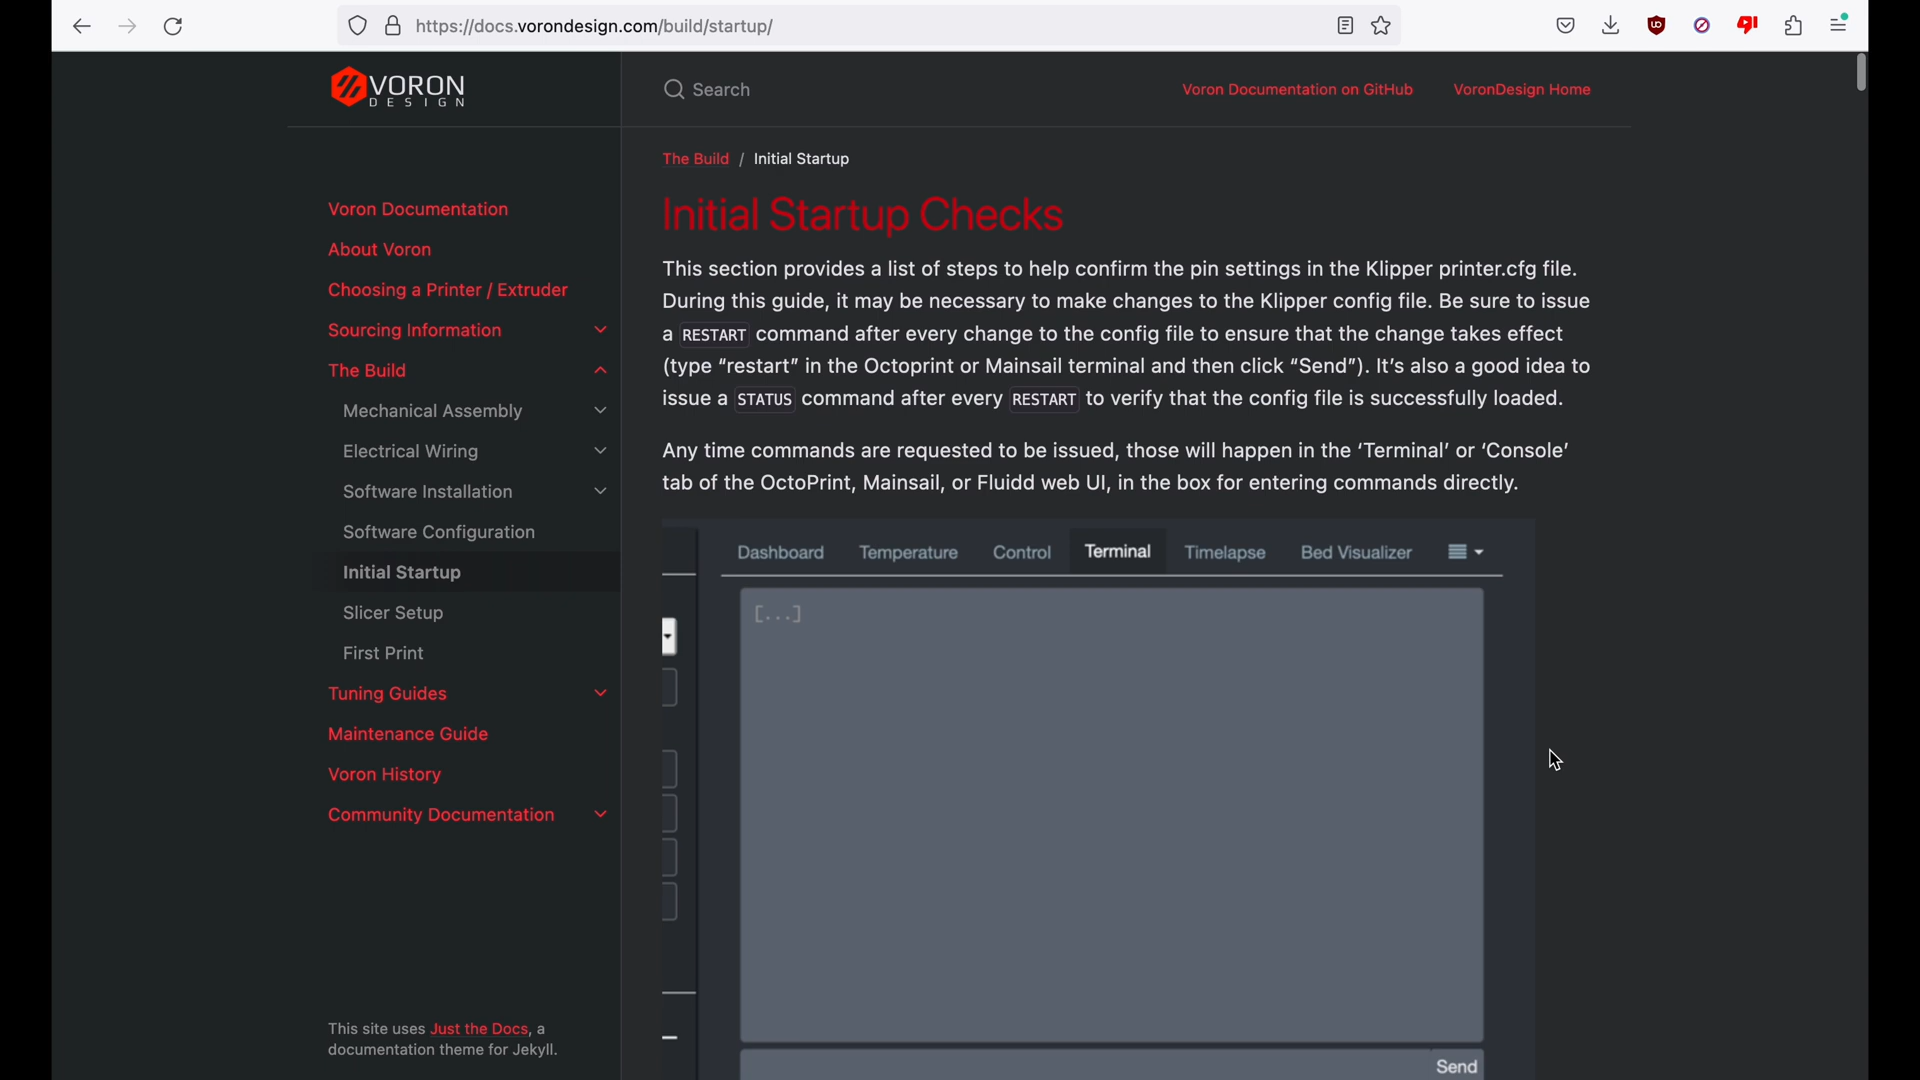 https://docs.vorondesign.com/build/startup/
VORON
DESIGN
Search
Voron Documentation on GitHub
VoronDesign Home
Voron Documentation
About Voron
Choosing a Printer / Extruder
Sourcing Information
The Build
Mechanical Assembly
Electrical Wiring
Software Installation
Software Configuration
Initial Startup
Slicer Setup
First Print
Tuning Guides
Maintenance Guide
Voron History
Community Documentation
This site uses Just the Docs, a
documentation theme for Jekyll.
The Build / Initial Startup
Initial Startup Checks
This section provides a list of steps to help confirm the pin settings in the Klipper printer.cfg file.
During this guide, it may be necessary to make changes to the Klipper config file. Be sure to issue
a RESTART command after every change to the config file to ensure that the change takes effect
(type “restart” in the Octoprint or Mainsail terminal and then click “Send”). It’s also a good idea to
issue a STATUS command after every RESTART to verify that the config file is successfully loaded.
Any time commands are requested to be issued, those will happen in the ‘Terminal’ or ‘Console’
tab of the OctoPrint, Mainsail, or Fluidd web UI, in the box for entering commands directly.
Dashboard Temperature Control Terminal Timelapse Bed Visualizer
[...]
Send